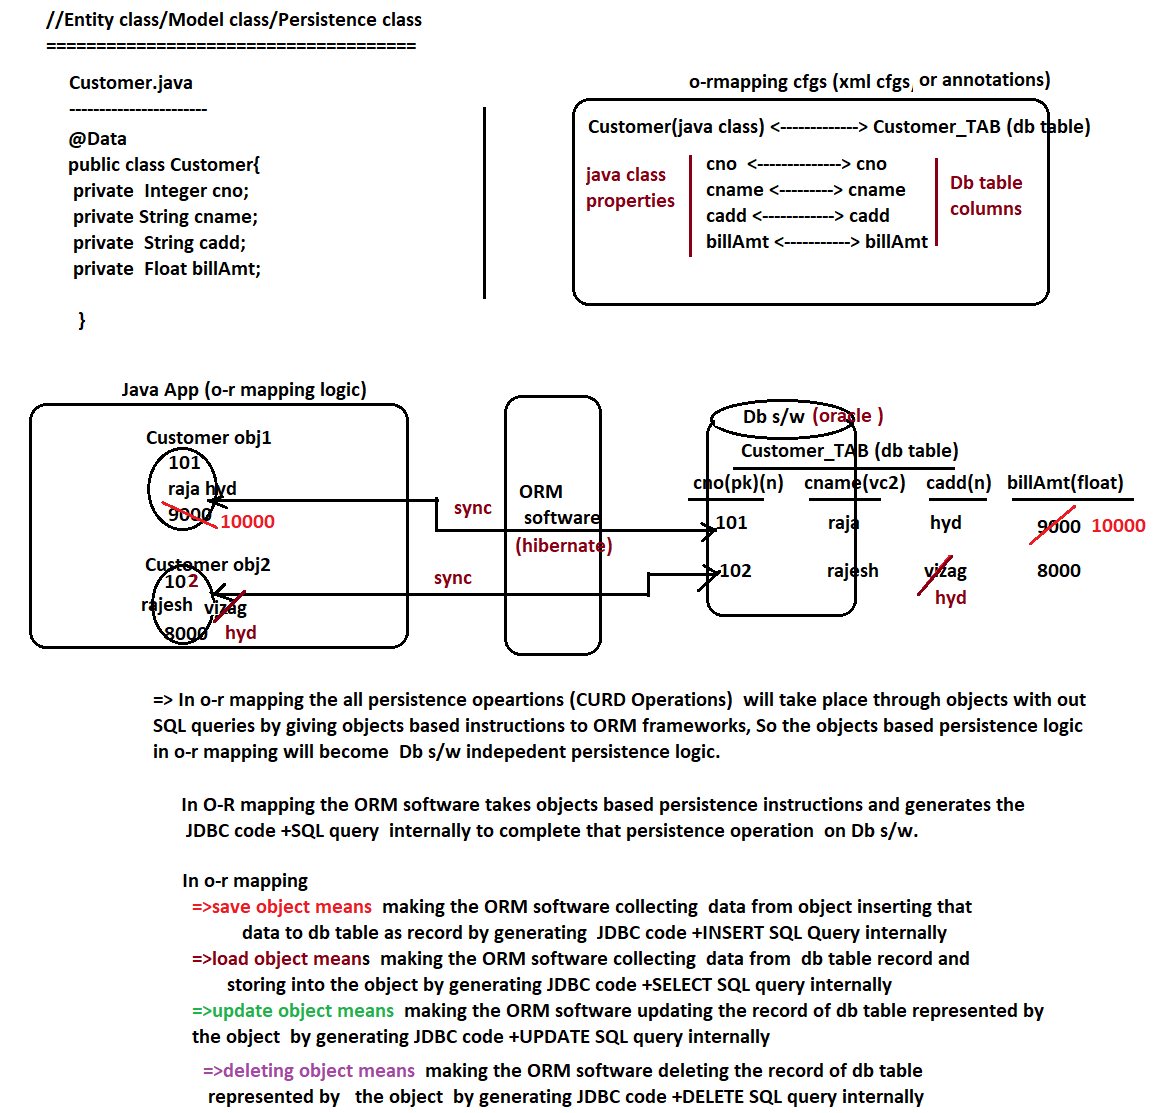 //Entity class/Model class/Persistence class
=====================================
Customer.java
-----------------------
@Data
public class Customer{
private  Integer cno;
private String cname;
private  String cadd;
private  Float billAmt;
}
o-rmapping cfgs (xml cfgs, or annotations)
Customer(java class) <-------------> Customer_TAB (db table)
java class
properties
cno  <--------------> cno
cname <---------> cname
cadd <------------> cadd
billAmt <-----------> billAmt
Db table
columns
Java App (o-r mapping logic)
Customer obj1
101
raja hyd
9000 10000
Customer obj2
102
rajesh vizag
8000 hyd
sync
sync
ORM
software
(hibernate)
Db s/w (oracle )
Customer_TAB (db table)
cno(pk)(n) cname(vc2) cadd(n) billAmt(float)
101 raja hyd 9000 10000
102 rajesh vizag 8000
hyd
=> In o-r mapping the all persistence opeartions (CURD Operations)  will take place through objects with out
SQL queries by giving objects based instructions to ORM frameworks, So the objects based persistence logic
in o-r mapping will become  Db s/w indepedent persistence logic.
In O-R mapping the ORM software takes objects based persistence instructions and generates the
JDBC code +SQL query  internally to complete that persistence operation  on Db s/w.
In o-r mapping
=>save object means  making the ORM software collecting  data from object inserting that
data to db table as record by generating  JDBC code +INSERT SQL Query internally
=>load object means  making the ORM software collecting  data from  db table record and
storing into the object by generating JDBC code +SELECT SQL query internally
=>update object means  making the ORM software updating the record of db table represented by
the object  by generating JDBC code +UPDATE SQL query internally
=>deleting object means  making the ORM software deleting the record of db table
represented by   the object  by generating JDBC code +DELETE SQL query internally